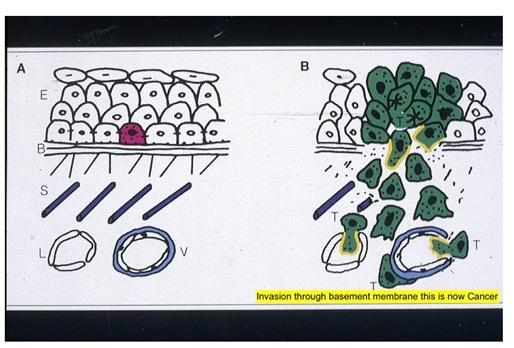 A
B
E
T
B
S
T
L
V
T
T
Invasion through basement membrane this is now Cancer